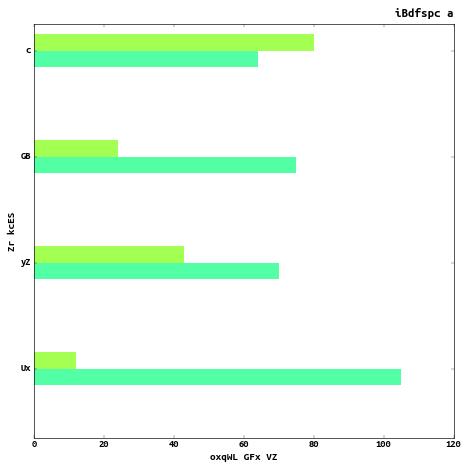 iBdfspc a
c
GB
yZ
Ux
Zr kcES
0 20 40 60 80 100 120
oxqWL GFx VZ